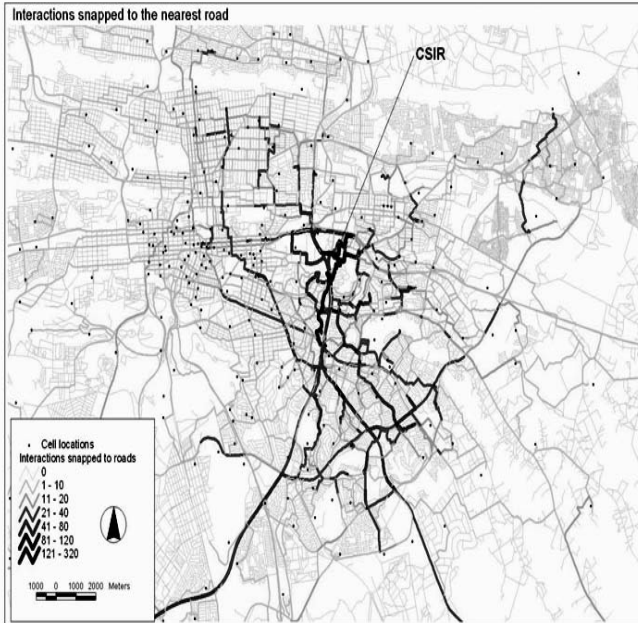 Interactions snapped to the nearest road
CSIR
Cell locations
Interactions snapped to roads
0
1 - 10
11 - 20
21 - 40
41 - 80
81 - 120
121 - 320
1000 0 1000 2000 Meters